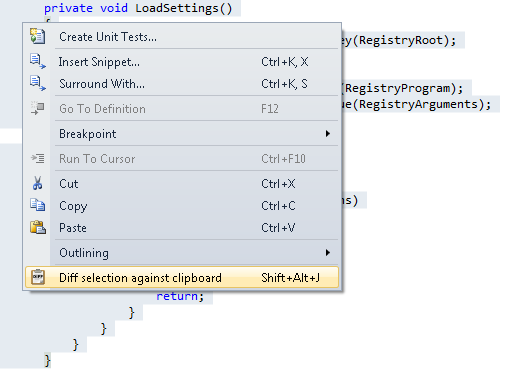 private void LoadSettings()
{
ey(RegistryRoot);
Create Unit Tests...
Insert Snippet... Ctrl+K, X
Surround With... Ctrl+K, S
(RegistryProgram);
Go To Definition F12
ue(RegistryArguments);
Breakpoint
Run To Cursor Ctrl+F10
Cut Ctrl+X
Copy Ctrl+C
ns)
Paste Ctrl+V
Outlining
DIFF Diff selection against clipboard Shift+Alt+J
return;
}
}
}
}